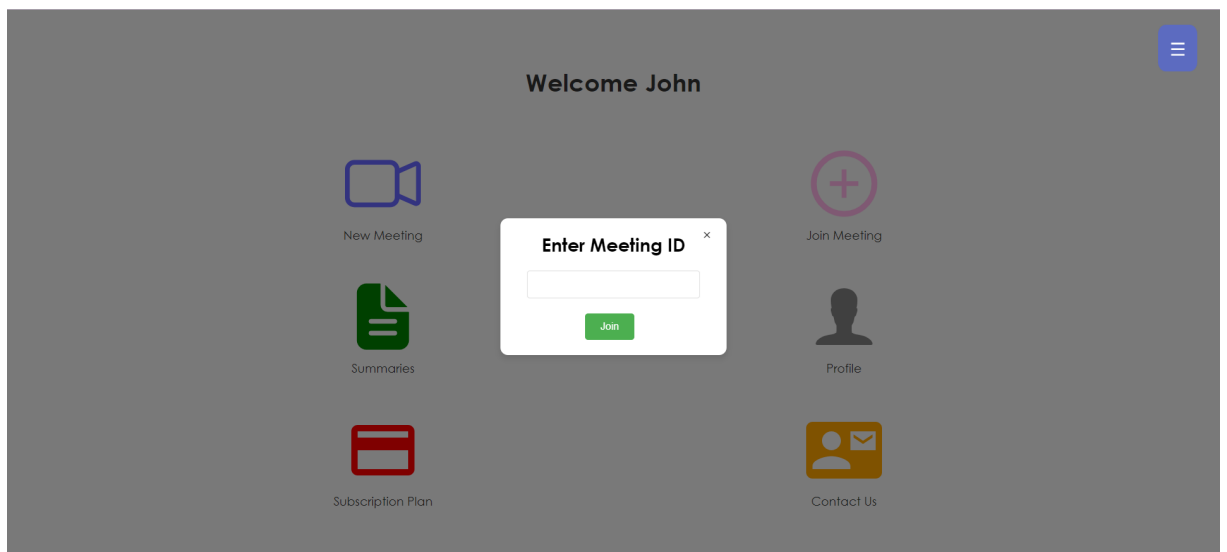 Welcome John
New Meeting
Join Meeting
Enter Meeting ID
×
Join
Summaries
Profile
Subscription Plan
Contact Us